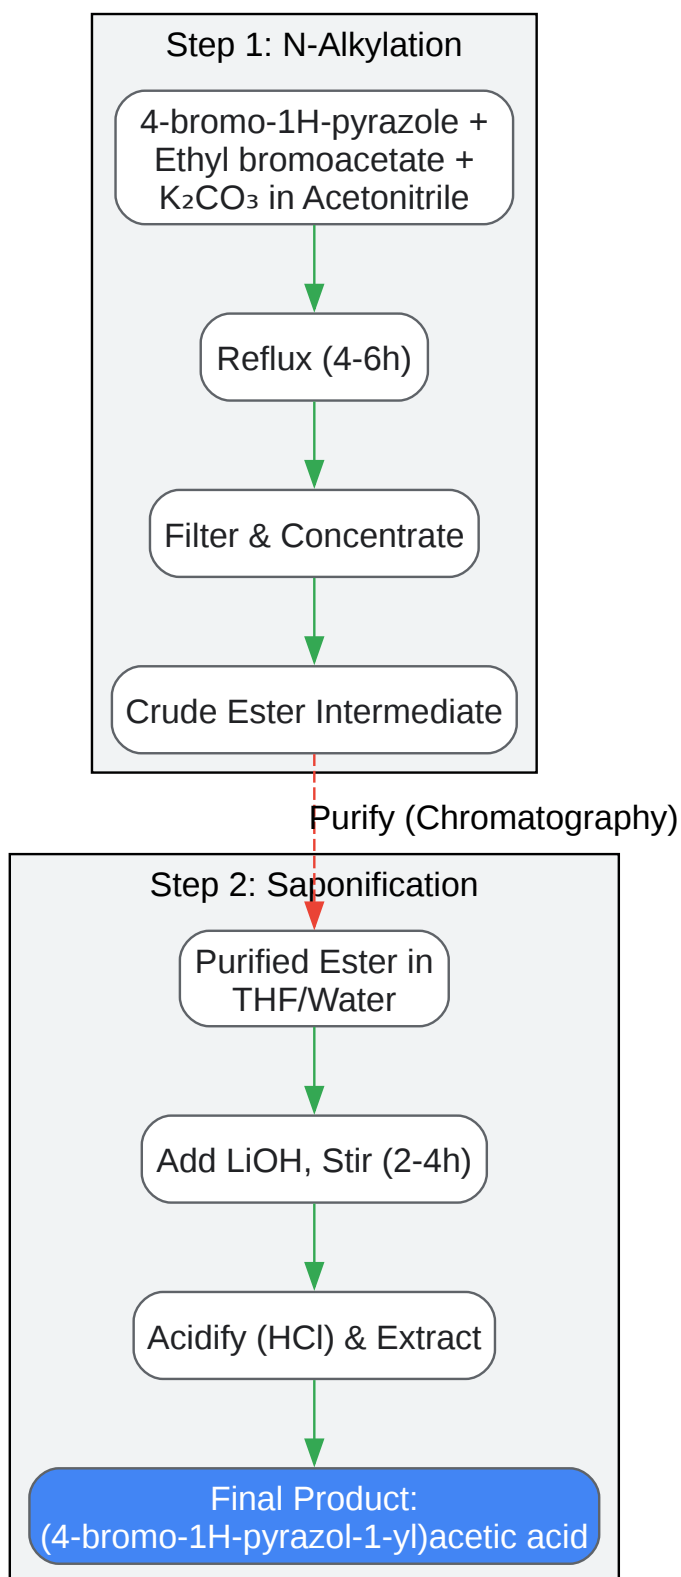 Step 1: N-Alkylation
4-bromo-1H-pyrazole +
Ethyl bromoacetate +
K₂CO₃ in Acetonitrile
Reflux (4-6h)
Filter & Concentrate
Crude Ester Intermediate
Purify (Chromatography)
Step 2: Saponification
Purified Ester in
THF/Water
Add LiOH, Stir (2-4h)
Acidify (HCl) & Extract
Final Product:
(4-bromo-1H-pyrazol-1-yl)acetic acid